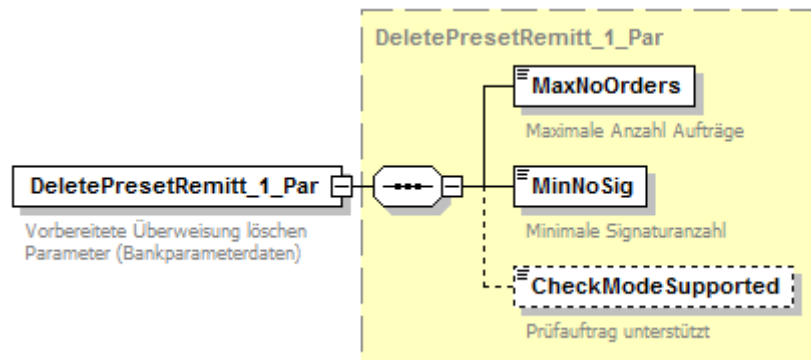 DeletePresetRemitt_1_Par
MaxNoOrders
Maximale Anzahl Aufträge
DeletePresetRemitt_1_Par
Vorbereitete Überweisung löschen
Parameter (Bankparameterdaten)
MinNoSig
Minimale Signaturanzahl
CheckModeSupported
Prüfauftrag unterstützt